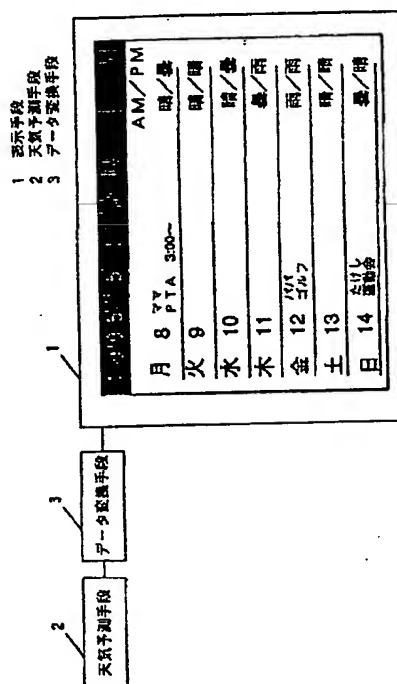 1 表示手段
2 天気予測手段
3 データ変換手段
1
AM/PM
月 8 ママ PTA 3:00〜 晴/曇
火 9 晴/晴
水 10 晴/曇
木 11 曇/雨
金 12 パパ ゴルフ 雨/雨
土 13 晴/晴
日 14 たけし 運動会 曇/晴
3
データ変換手段
2
天気予測手段